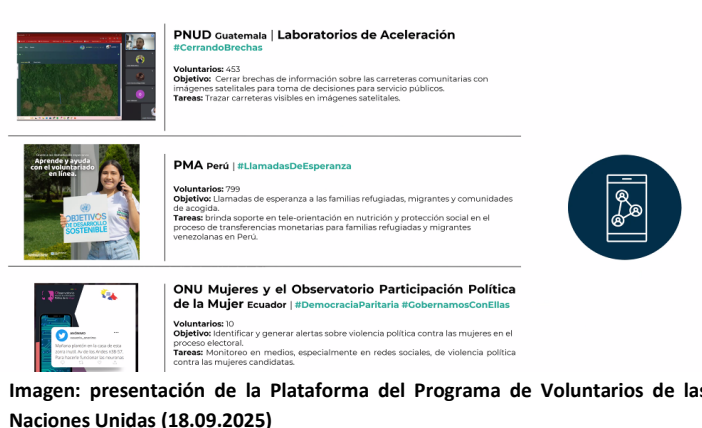 PNUD Guatemala | Laboratorios de Aceleración
#CerrandoBrechas
Voluntarios: 453
Objetivo: Cerrar brechas de información sobre las carreteras comunitarias con
imágenes satelitales para toma de decisiones para servicio públicos.
Tareas: Trazar carreteras visibles en imágenes satelitales.
Aprende y ayuda
con el voluntariado
en línea.
OBJETIVOS
DE DESARROLLO
SOSTENIBLE
PMA Perú | #LlamadasDeEsperanza
Voluntarios: 799
Objetivo: Llamadas de esperanza a las familias refugiadas, migrantes y comunidades
de acogida.
Tareas: brinda soporte en tele-orientación en nutrición y protección social en el
proceso de transferencias monetarias para familias refugiadas y migrantes
venezolanas en Perú.
ONU Mujeres y el Observatorio Participación Política
de la Mujer Ecuador | #DemocraciaParitaria #GobernamosConEllas
Voluntarios: 10
Objetivo: Identificar y generar alertas sobre violencia política contra las mujeres en el
proceso electoral.
Tareas: Monitoreo en medios, especialmente en redes sociales, de violencia política
contra las mujeres candidatas.
Imagen: presentación de la Plataforma del Programa de Voluntarios de las
Naciones Unidas (18.09.2025)